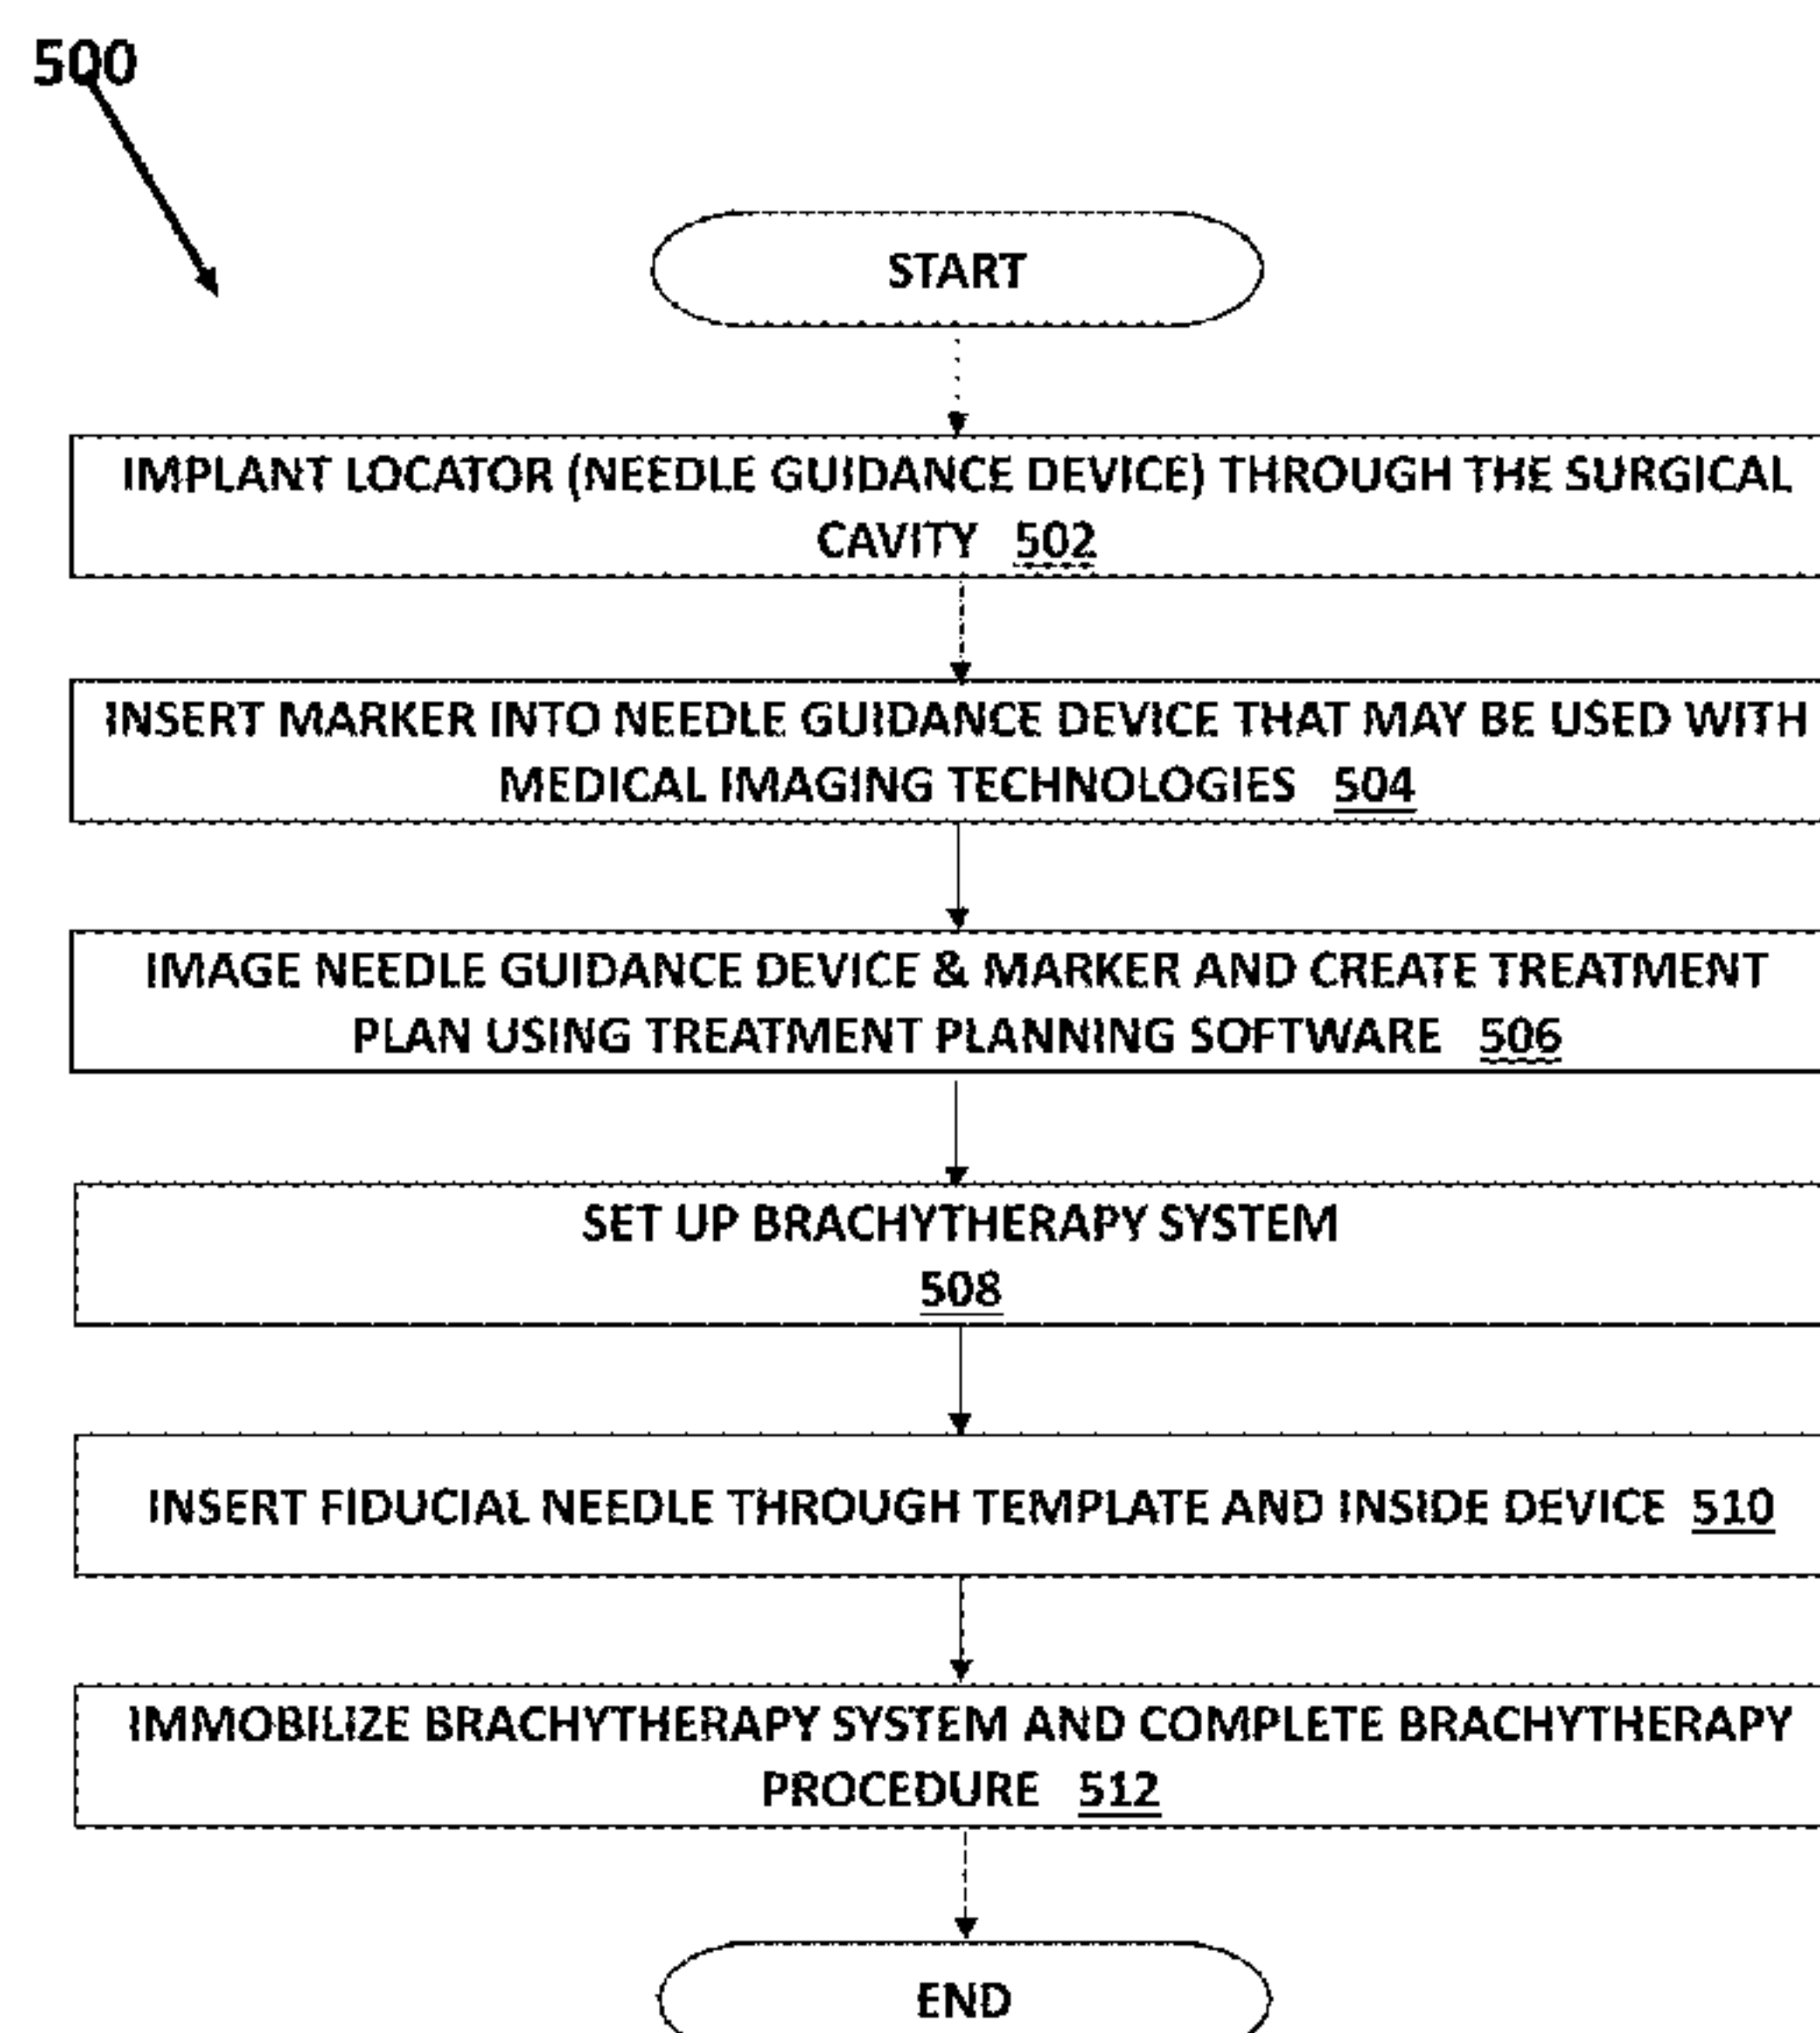 500
START
IMPLANT LOCATOR (NEEDLE GUIDANCE DEVICE) THROUGH THE SURGICAL
CAVITY 502
INSERT MARKER INTO NEEDLE GUIDANCE DEVICE THAT MAY BE USED WITH
MEDICAL IMAGING TECHNOLOGIES 504
IMAGE NEEDLE GUIDANCE DEVICE & MARKER AND CREATE TREATMENT
PLAN USING TREATMENT PLANNING SOFTWARE 506
SET UP BRACHYTHERAPY SYSTEM
508
INSERT FIDUCIAL NEEDLE THROUGH TEMPLATE AND INSIDE DEVICE 510
IMMOBILIZE BRACHYTHERAPY SYSTEM AND COMPLETE BRACHYTHERAPY
PROCEDURE 512
END